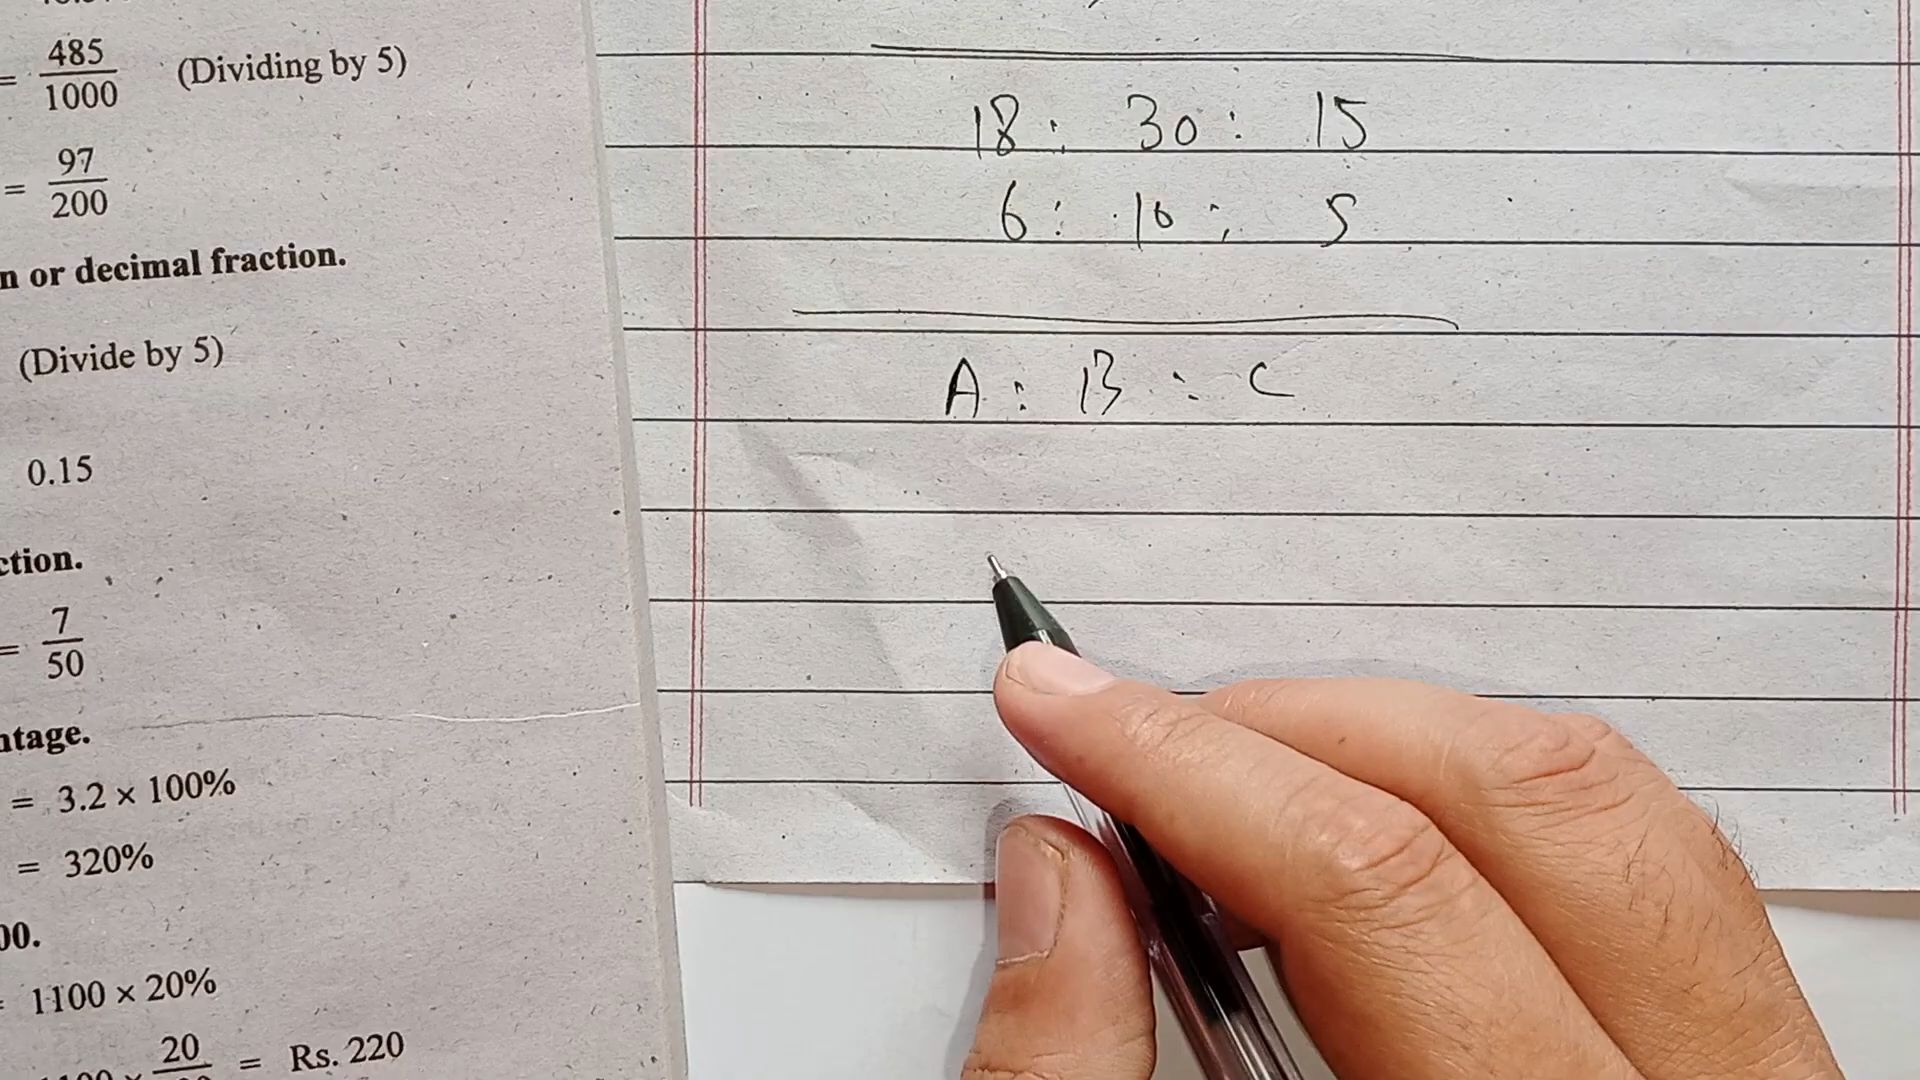 = 485/1000 (Dividing by 5)
= 97/200
n or decimal fraction.
(Divide by 5)
0.15
ction.
= 7/50
ntage.
= 3.2 × 100%
= 320%
00.
= 1100 × 20%
20 = Rs. 220
18 : 30 : 15
6 : 10 : 5
A : B : C